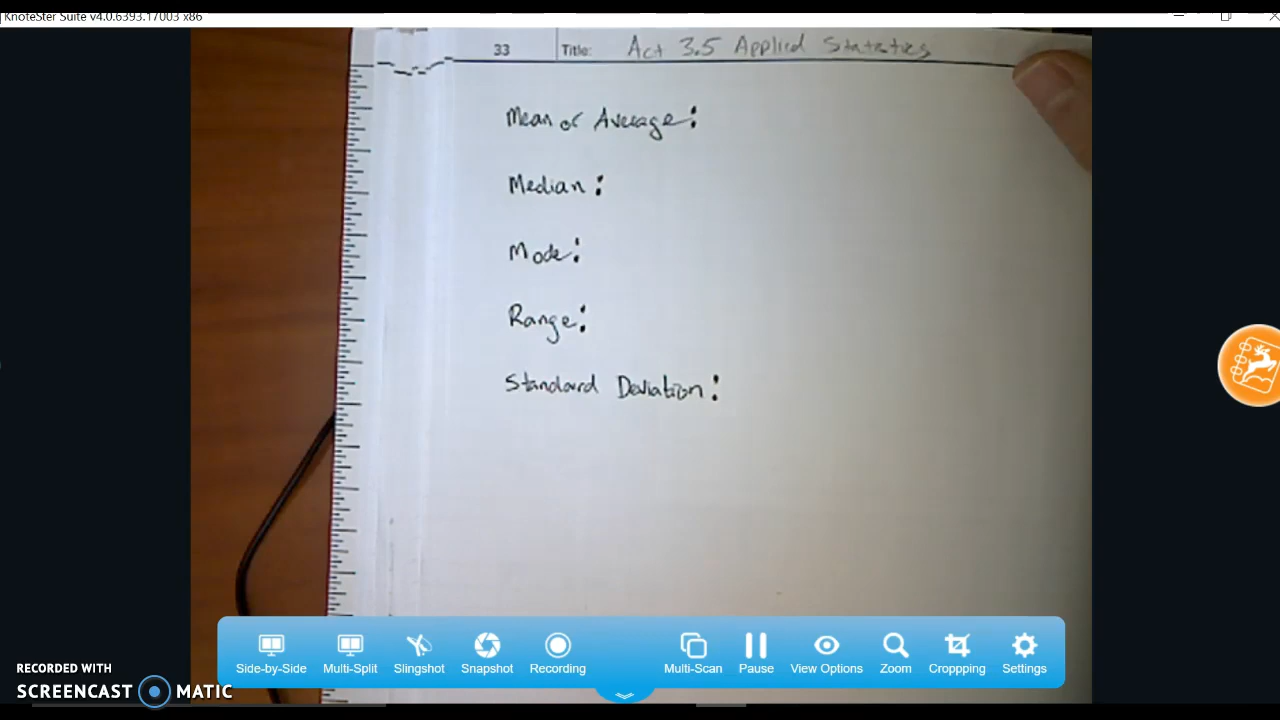 KnoteSter Suite v4.0.6393.17003 x86
33 Title: Act 3.5 Applied Statistics
Mean or Average:
Median:
Mode:
Range:
Standard Deviation:
Side-by-Side Multi-Split Slingshot Snapshot Recording Multi-Scan Pause View Options Zoom Croppping Settings
RECORDED WITH
SCREENCAST MATIC